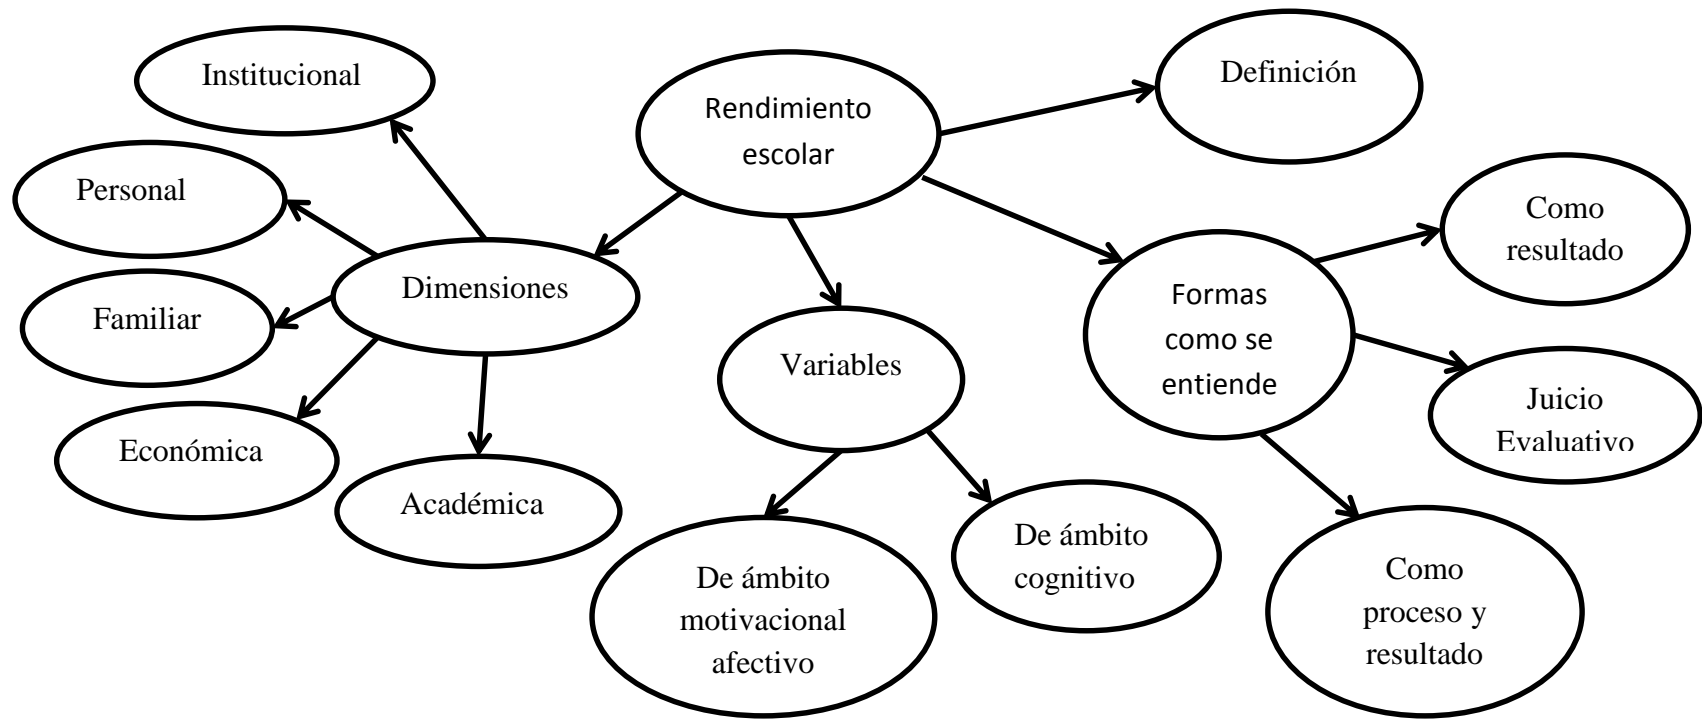 Institucional
Rendimiento
escolar
Definición
Personal
Como
resultado
Dimensiones
Formas
como se
entiende
Familiar
Variables
Juicio
Evaluativo
Económica
Académica
De ámbito
cognitivo
De ámbito
motivacional
afectivo
Como
proceso y
resultado